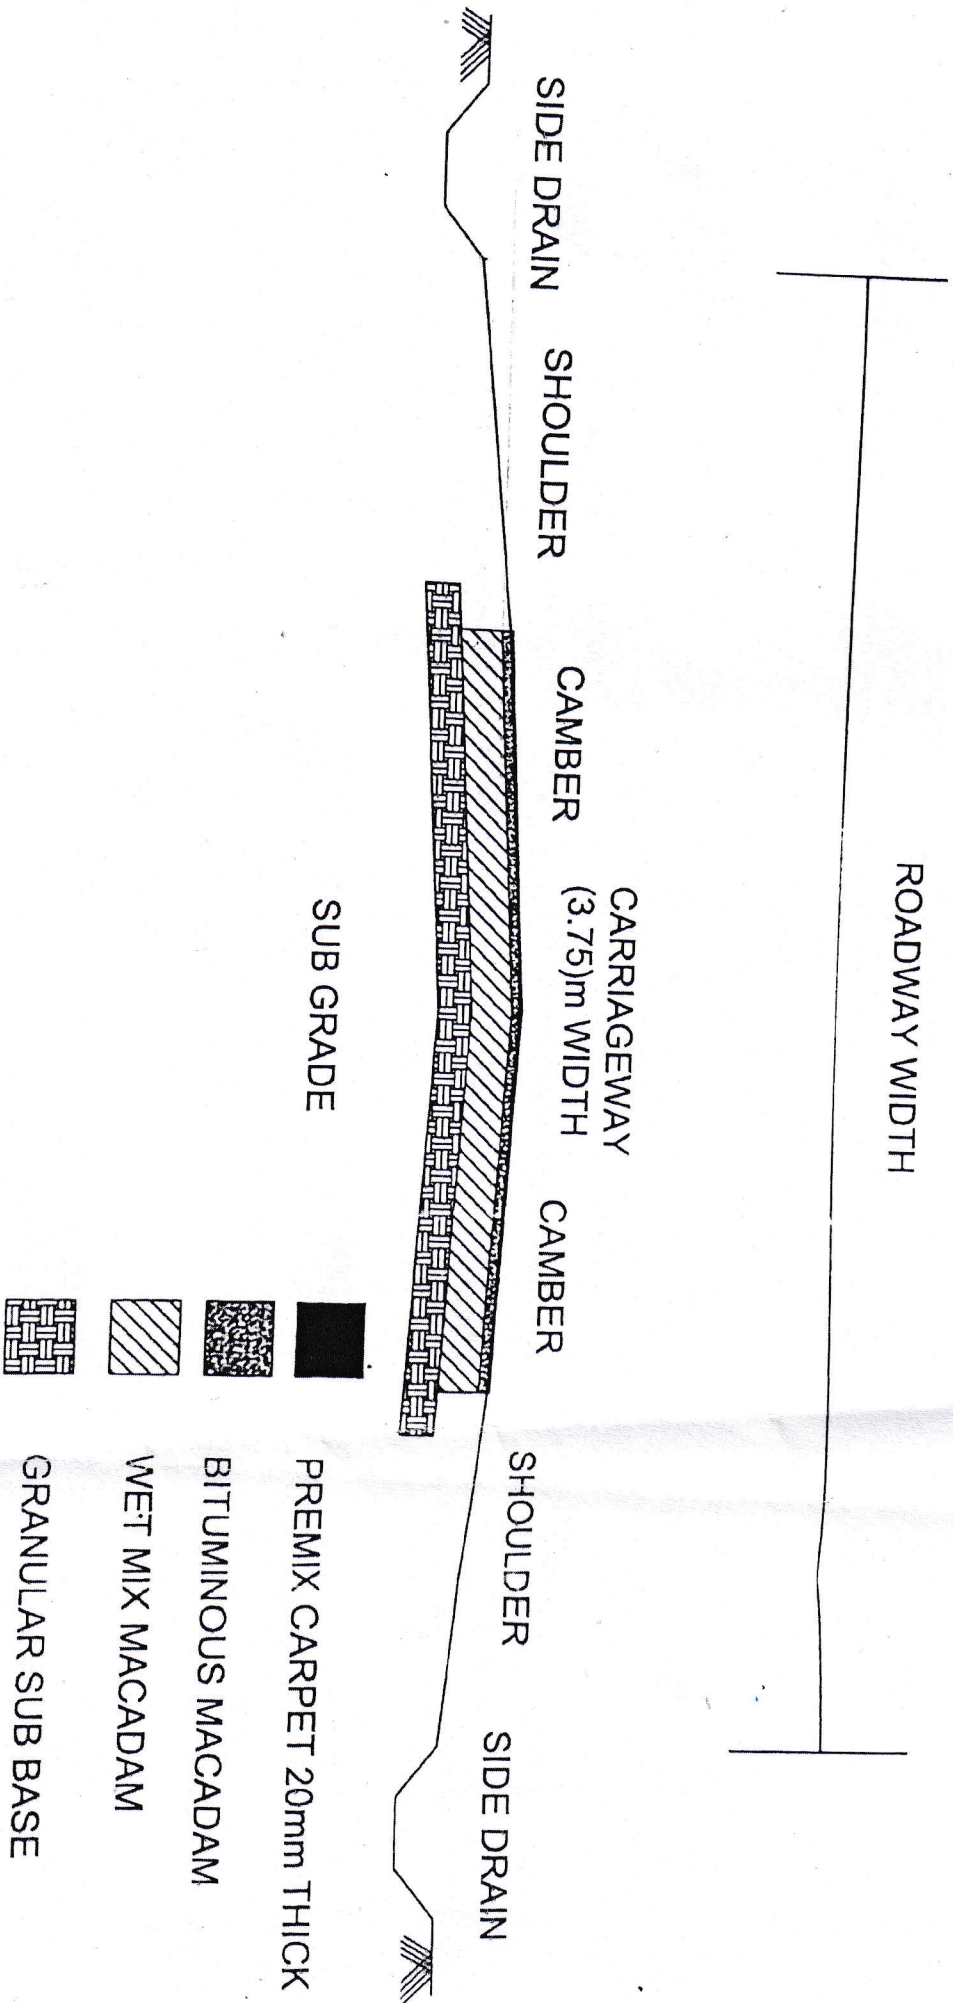 ROADWAY WIDTH
CARRIAGEWAY
(3.75)m WIDTH
SIDE DRAIN
SHOULDER
CAMBER
CAMBER
SHOULDER
SIDE DRAIN
SUB GRADE
PREMIX CARPET 20mm THICK
BITUMINOUS MACADAM
WET MIX MACADAM
GRANULAR SUB BASE